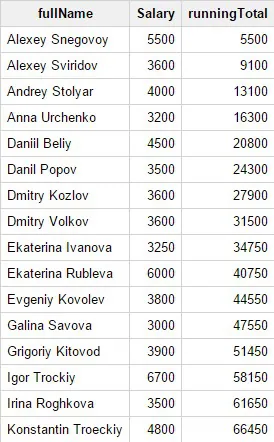 fullName Salary runningTotal
Alexey Snegovoy 5500 5500
Alexey Sviridov 3600 9100
Andrey Stolyar 4000 13100
Anna Urchenko 3200 16300
Daniil Beliy 4500 20800
Danil Popov 3500 24300
Dmitry Kozlov 3600 27900
Dmitry Volkov 3600 31500
Ekaterina Ivanova 3250 34750
Ekaterina Rubleva 6000 40750
Evgeniy Kovolev 3800 44550
Galina Savova 3000 47550
Grigoriy Kitovod 3900 51450
Igor Trockiy 6700 58150
Irina Roghkova 3500 61650
Konstantin Troeckiy 4800 66450